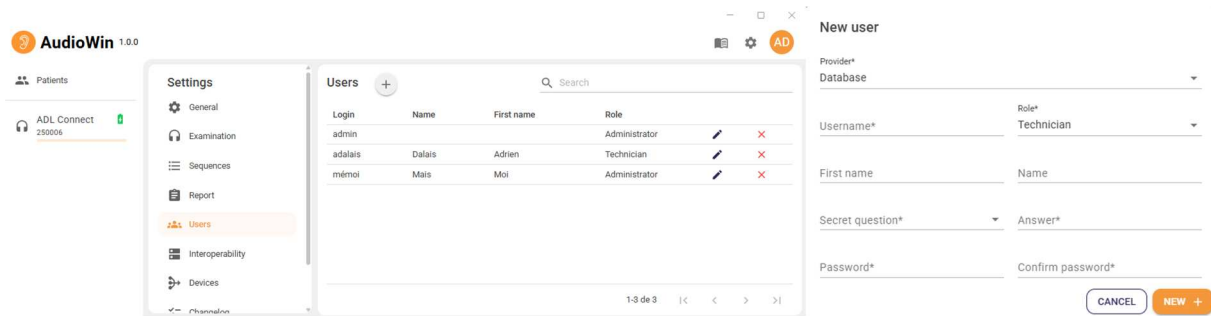 AudioWin 1.0.0
AD
Patients
ADL Connect
250006
Settings
General
Examination
Sequences
Report
Users
Interoperability
Devices
Changelog
Users
Search
Login Name First name Role
admin Administrator
adalais Dalais Adrien Technician
mémoi Mais Moi Administrator
1-3 de 3
New user
Provider*
Database
Username*
Role*
Technician
First name Name
Secret question* Answer*
Password* Confirm password*
CANCEL NEW +